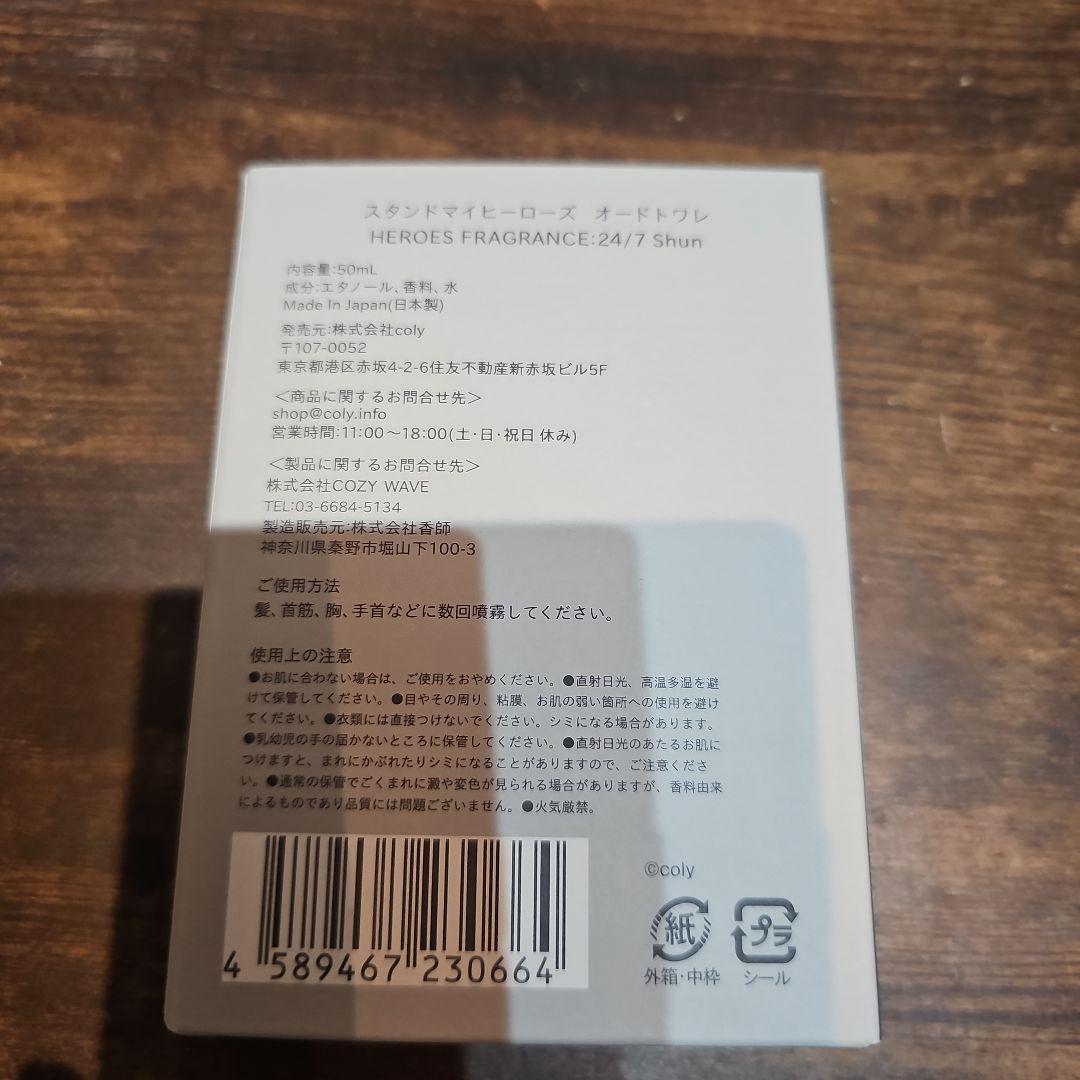 スタンドマイヒーローズ オードトワレ
HEROES FRAGRANCE:24/7 Shun
内容量:50mL
成分:エタノール、香料、水
Made In Japan(日本製)
発売元:株式会社coly
〒107-0052
東京都港区赤坂4-2-6住友不動産新赤坂ビル5F
＜商品に関するお問合せ先＞
shop@coly.info
営業時間:11:00～18:00(土・日・祝日 休み)
＜製品に関するお問合せ先＞
株式会社COZY WAVE
TEL:03-6684-5134
製造販売元:株式会社香師
神奈川県秦野市堀山下100-3
ご使用方法
髪、首筋、胸、手首などに数回噴霧してください。
使用上の注意
●お肌に合わない場合は、ご使用をおやめください。●直射日光、高温多湿を避
けて保管してください。●目やその周り、粘膜、お肌の弱い箇所への使用を避け
てください。●衣類には直接つけないでください。シミになる場合があります。
●乳幼児の手の届かないところに保管してください。●直射日光のあたるお肌に
つけますと、まれにかぶれたりシミになることがありますので、ご注意くださ
い。●通常の保管でごくまれに澱や変色が見られる場合がありますが、香料由来
によるものであり品質には問題ございません。●火気厳禁。
©coly
紙
プラ
外箱・中枠
シール
4 589467 230664